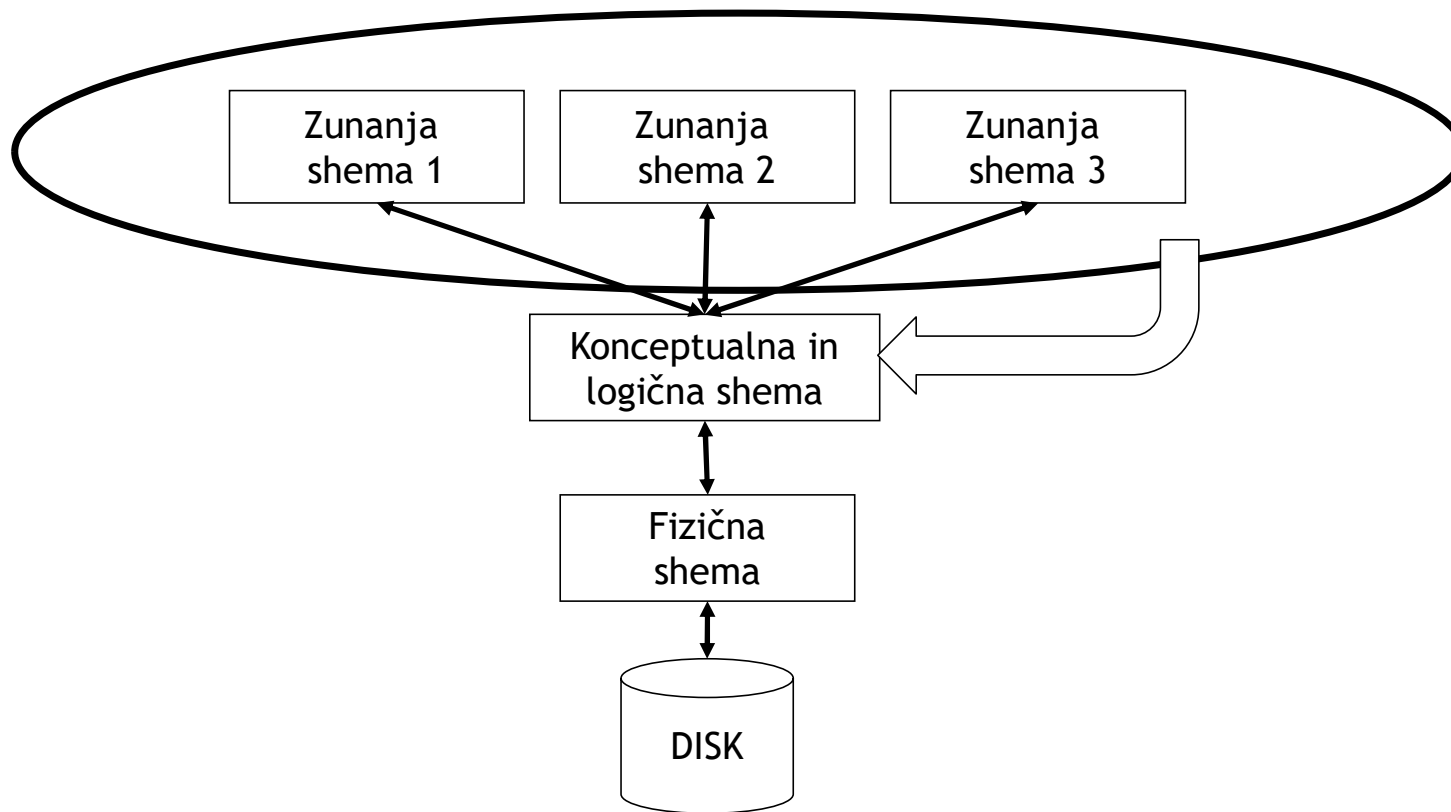 Zunanja
shema 1
Zunanja
shema 2
Zunanja
shema 3
Konceptualna in
logična shema
Fizična
shema
DISK